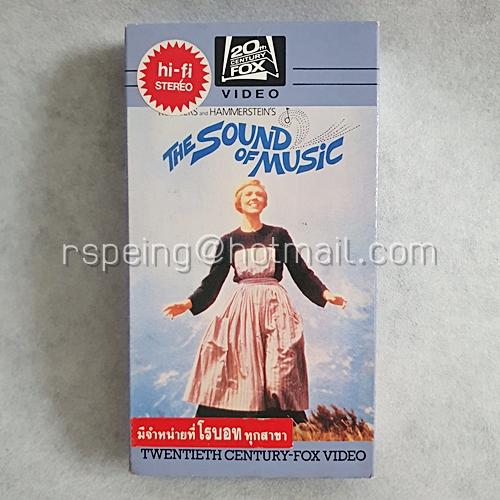 hi-fi
STEREO
20th
CENTURY
FOX
VIDEO
and HAMMERSTEIN'S
THE SOUND
OF MUSIC
rspeing@hotmail.com
มีจำหน่ายที่ โรบอท ทุกสาขา
TWENTIETH CENTURY-FOX VIDEO